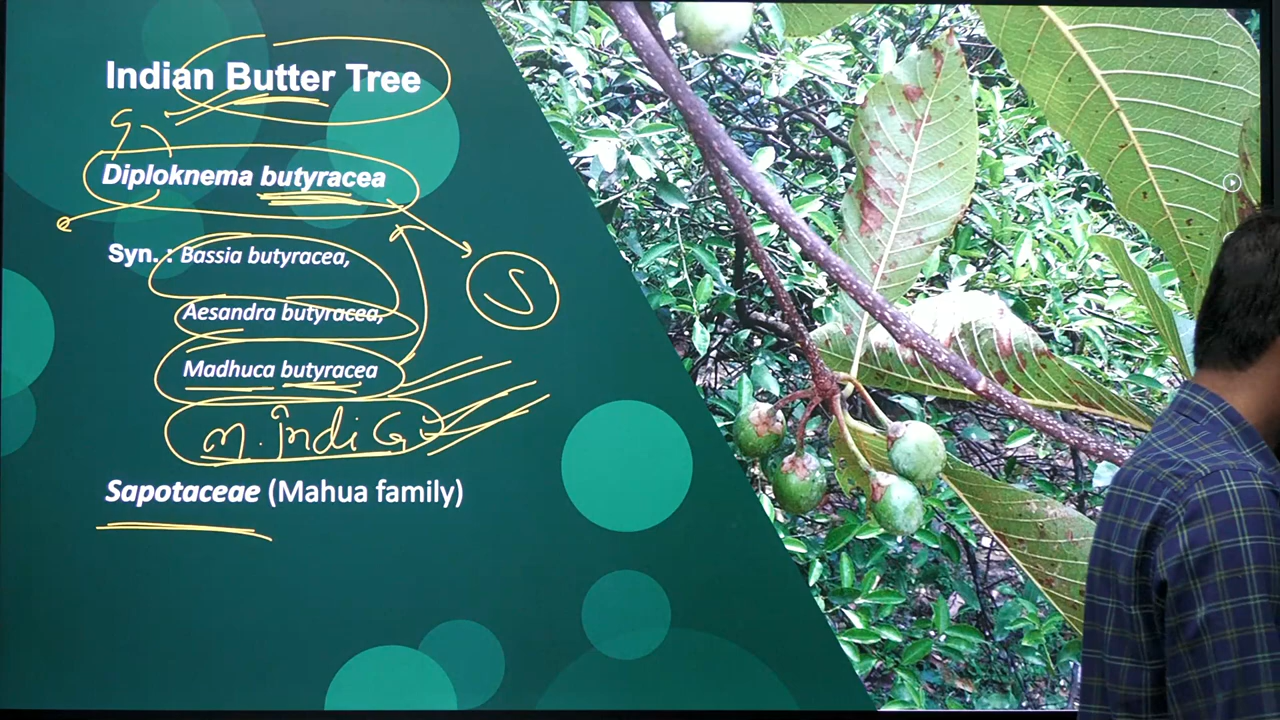 Indian Butter Tree
G
Diploknema butyracea
Syn. : Bassia butyracea,
S
Aesandra butyracea,
Madhuca butyracea
m. indica
Sapotaceae (Mahua family)